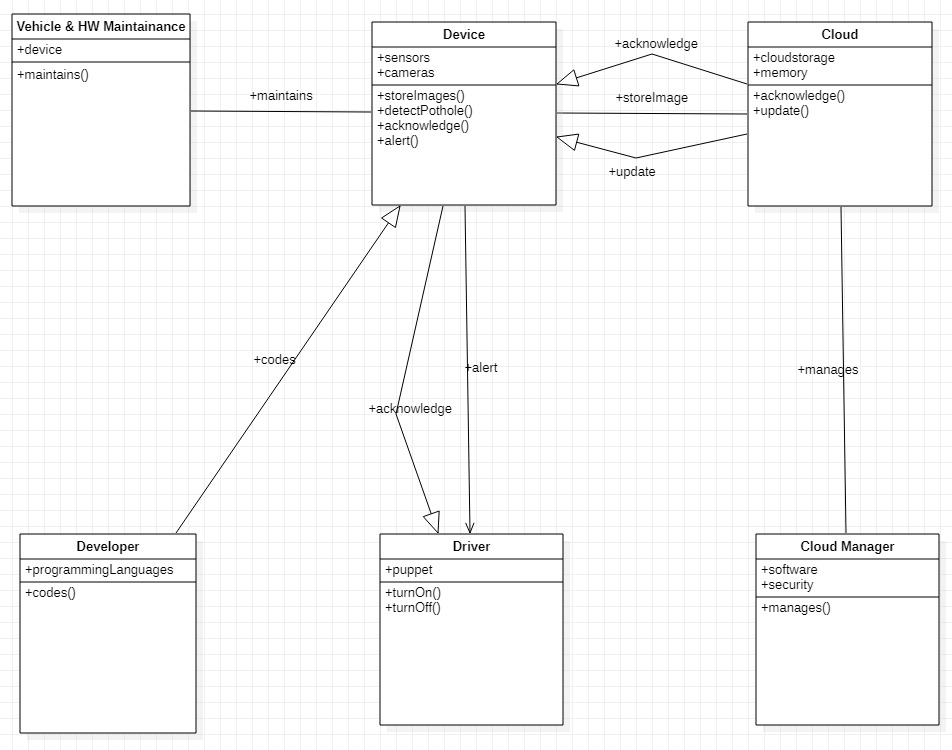 Vehicle & HW Maintainance
+device
+maintains()
+maintains
Device
+sensors
+cameras
+storeImages()
+detectPothole()
+acknowledge()
+alert()
+acknowledge
+storeImage
+update
Cloud
+cloudstorage
+memory
+acknowledge()
+update()
+codes
+acknowledge
+alert
+manages
Developer
+programmingLanguages
+codes()
Driver
+puppet
+turnOn()
+turnOff()
Cloud Manager
+software
+security
+manages()